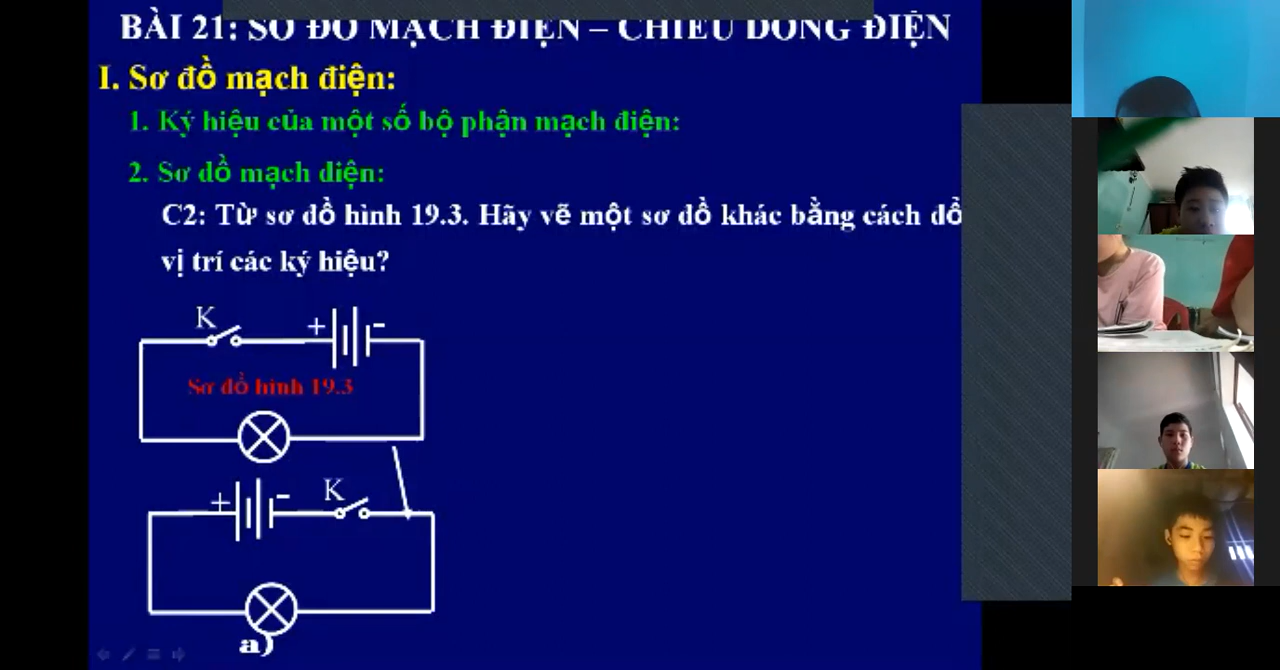 BÀI 21: SƠ ĐỒ MẠCH ĐIỆN – CHIỀU DÒNG ĐIỆN
I. Sơ đồ mạch điện:
1. Ký hiệu của một số bộ phận mạch điện:
2. Sơ đồ mạch điện:
C2: Từ sơ đồ hình 19.3. Hãy vẽ một sơ đồ khác bằng cách đổ
vị trí các ký hiệu?
K
+ -
Sơ đồ hình 19.3
+ - K
a)